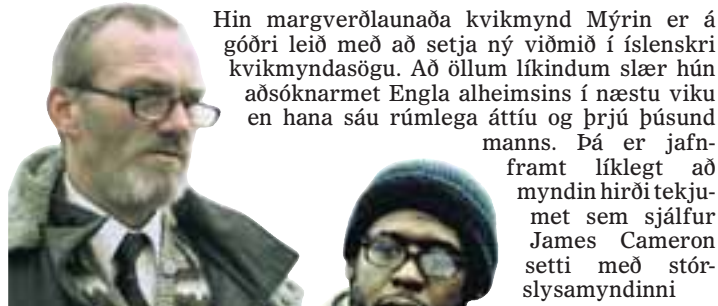 Hin margverðlaunaða kvikmynd Mýrin er á
góðri leið með að setja ný viðmið í íslenskri
kvikmyndasögu. Að öllum líkindum slær hún
aðsóknarmet Engla alheimsins í næstu viku
en hana sáu rúmlega áttíu og þrjú þúsund
manns. Þá er jafn-
framt líklegt að
myndin hirði tekju-
met sem sjálfur
James Cameron
setti með stór-
slysamyndinni